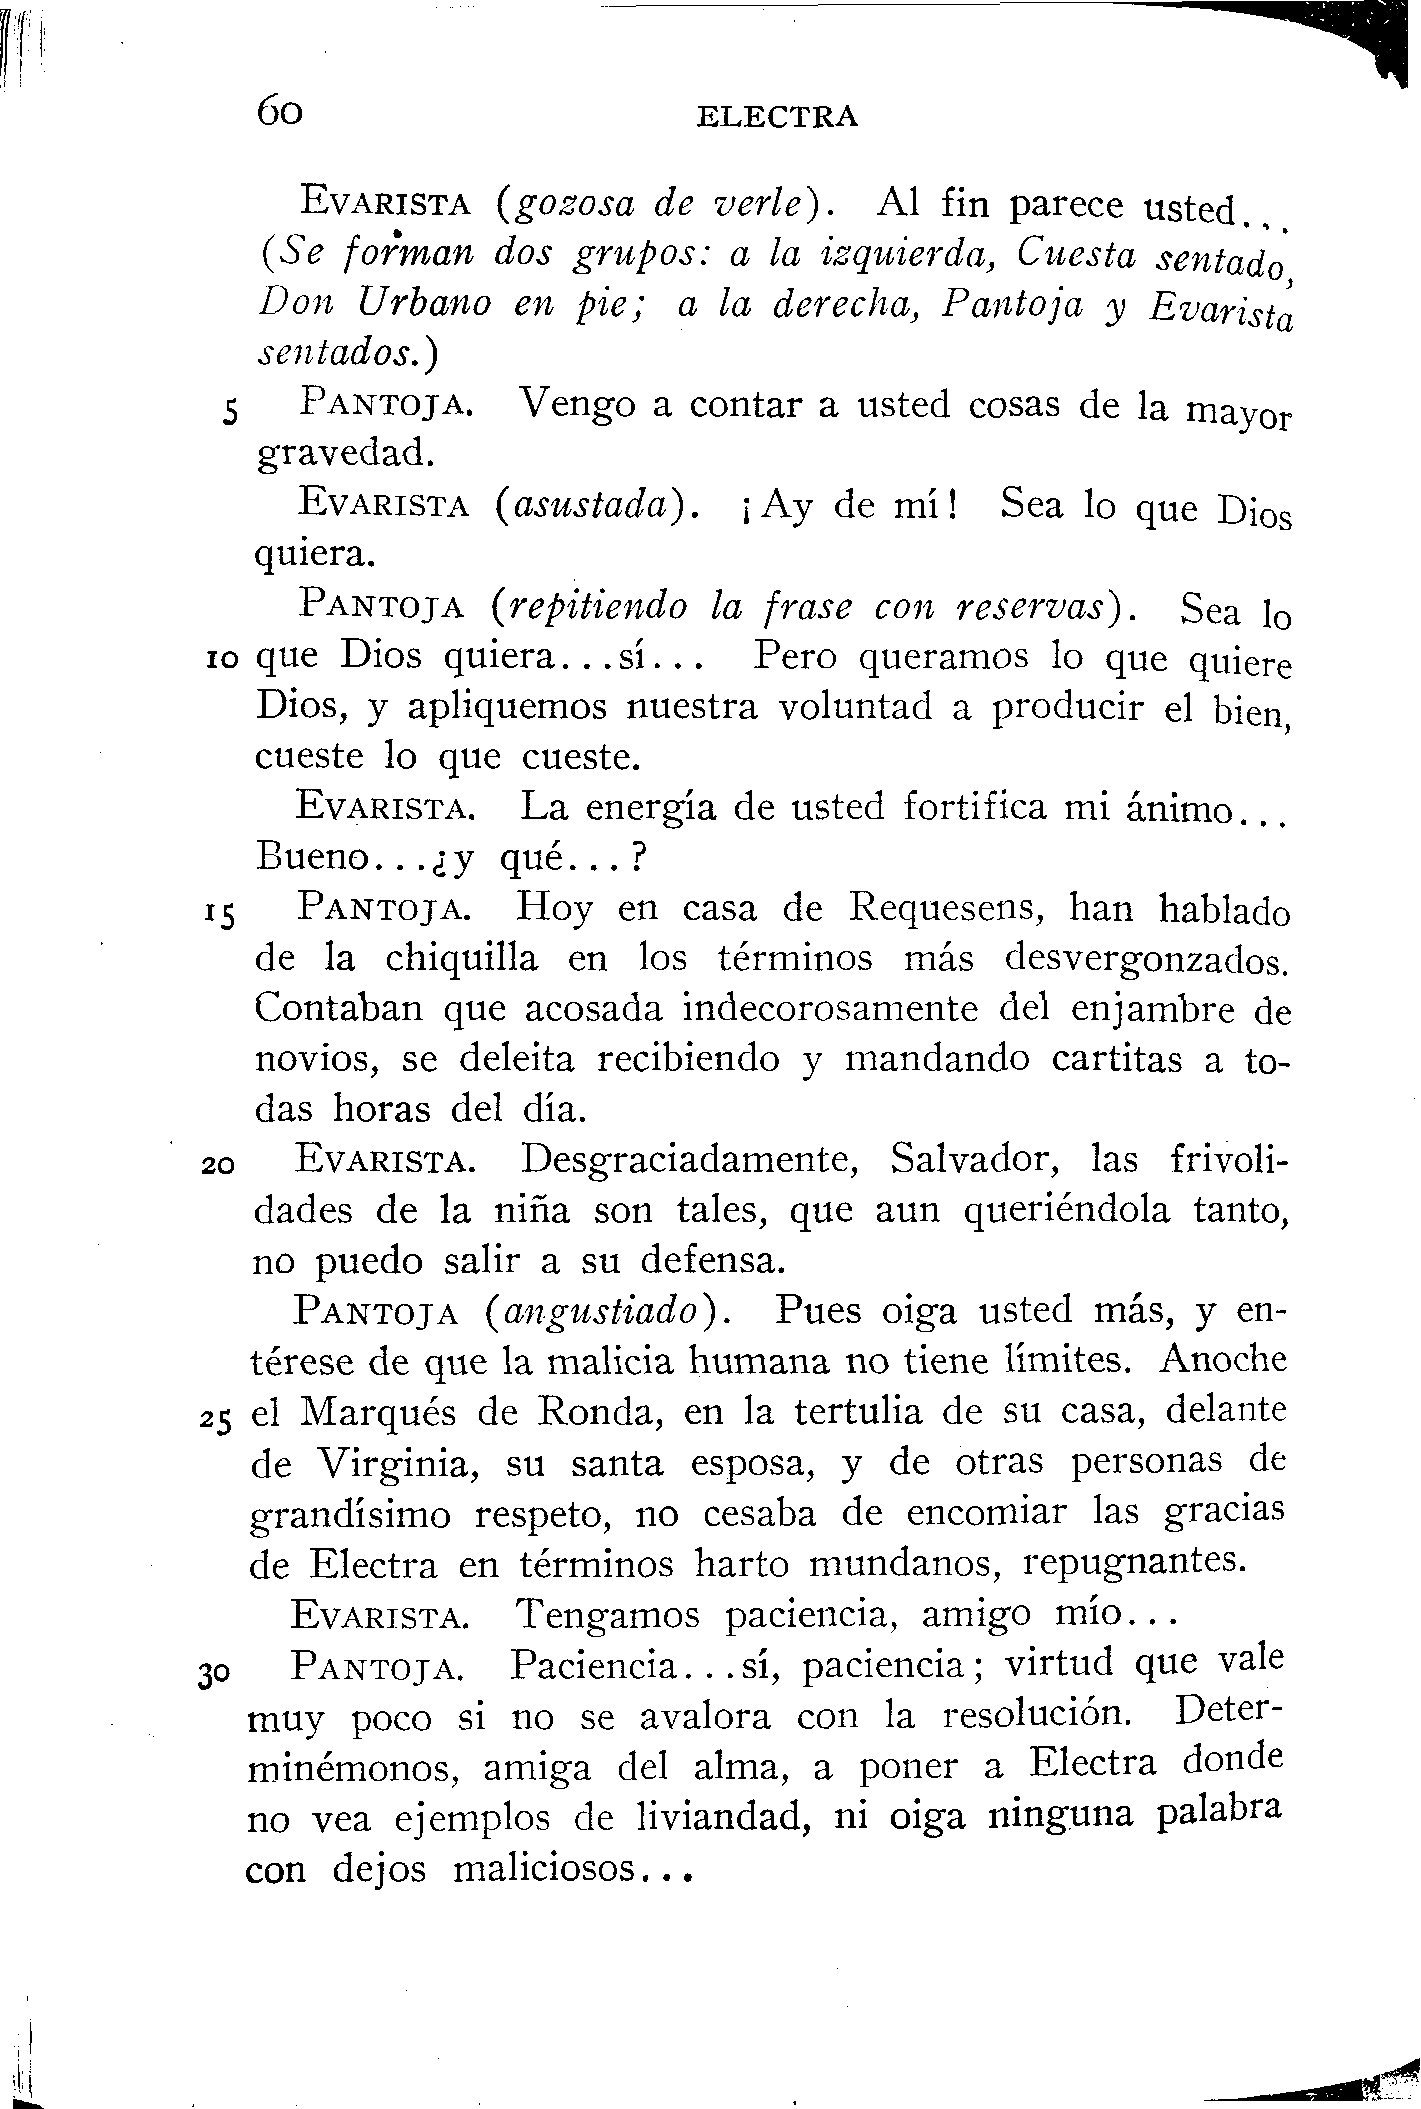 60 ELECTRA
EVARISTA (gozosa de verle). Al fin parece usted...
(Se forman dos grupos: a la izquierda, Cuesta sentado,
Don Urbano en pie; a la derecha, Pantoja y Evarista
sentados.)
5 PANTOJA. Vengo a contar a usted cosas de la mayor
gravedad.
EVARISTA (asustada). ¡Ay de mí! Sea lo que Dios
quiera.
PANTOJA (repitiendo la frase con reservas). Sea lo
10 que Dios quiera...sí... Pero queramos lo que quiere
Dios, y apliquemos nuestra voluntad a producir el bien,
cueste lo que cueste.
EVARISTA. La energía de usted fortifica mi ánimo...
Bueno...¿y qué...?
15 PANTOJA. Hoy en casa de Requesens, han hablado
de la chiquilla en los términos más desvergonzados.
Contaban que acosada indecorosamente del enjambre de
novios, se deleita recibiendo y mandando cartitas a to-
das horas del día.
20 EVARISTA. Desgraciadamente, Salvador, las frivoli-
dades de la niña son tales, que aun queriéndola tanto,
no puedo salir a su defensa.
PANTOJA (angustiado). Pues oiga usted más, y en-
térese de que la malicia humana no tiene límites. Anoche
25 el Marqués de Ronda, en la tertulia de su casa, delante
de Virginia, su santa esposa, y de otras personas de
grandísimo respeto, no cesaba de encomiar las gracias
de Electra en términos harto mundanos, repugnantes.
EVARISTA. Tengamos paciencia, amigo mío...
30 PANTOJA. Paciencia...sí, paciencia; virtud que vale
muy poco si no se avalora con la resolución. Deter-
minémonos, amiga del alma, a poner a Electra donde
no vea ejemplos de liviandad, ni oiga ninguna palabra
con dejos maliciosos...